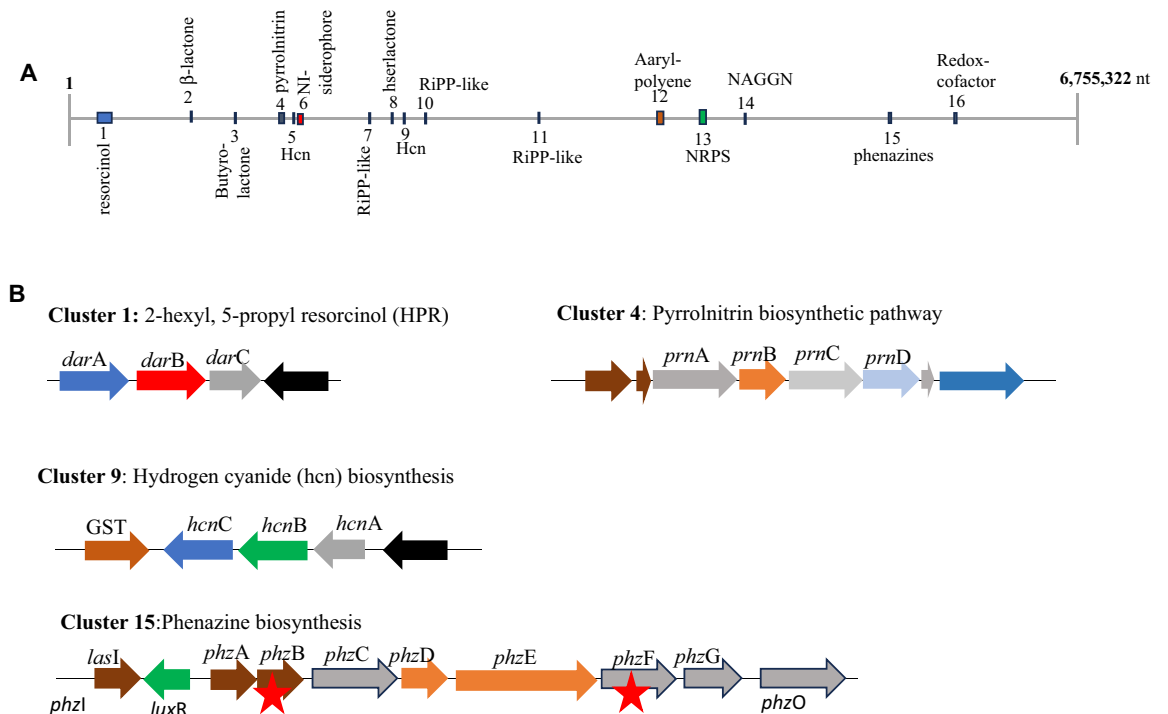 A
1
β-lactone
2
pyrrolnitrin
4
NI-
siderophore
6
hserlactone
8
RiPP-like
10
Aaryl-
polyene
12
NAGGN
14
Redox-
cofactor
16
6,755,322 nt
1
resorcinol
3
Butyro-
lactone
5
Hcn
7
RiPP-like
9
Hcn
11
RiPP-like
13
NRPS
15
phenazines
B
Cluster 1: 2-hexyl, 5-propyl resorcinol (HPR)
darA darB darC
Cluster 4: Pyrrolnitrin biosynthetic pathway
prnA prnB prnC prnD
Cluster 9: Hydrogen cyanide (hcn) biosynthesis
GST hcnC hcnB hcnA
Cluster 15:Phenazine biosynthesis
lasI phzA phzB phzC phzD phzE phzF phzG
phzI luxR phzO